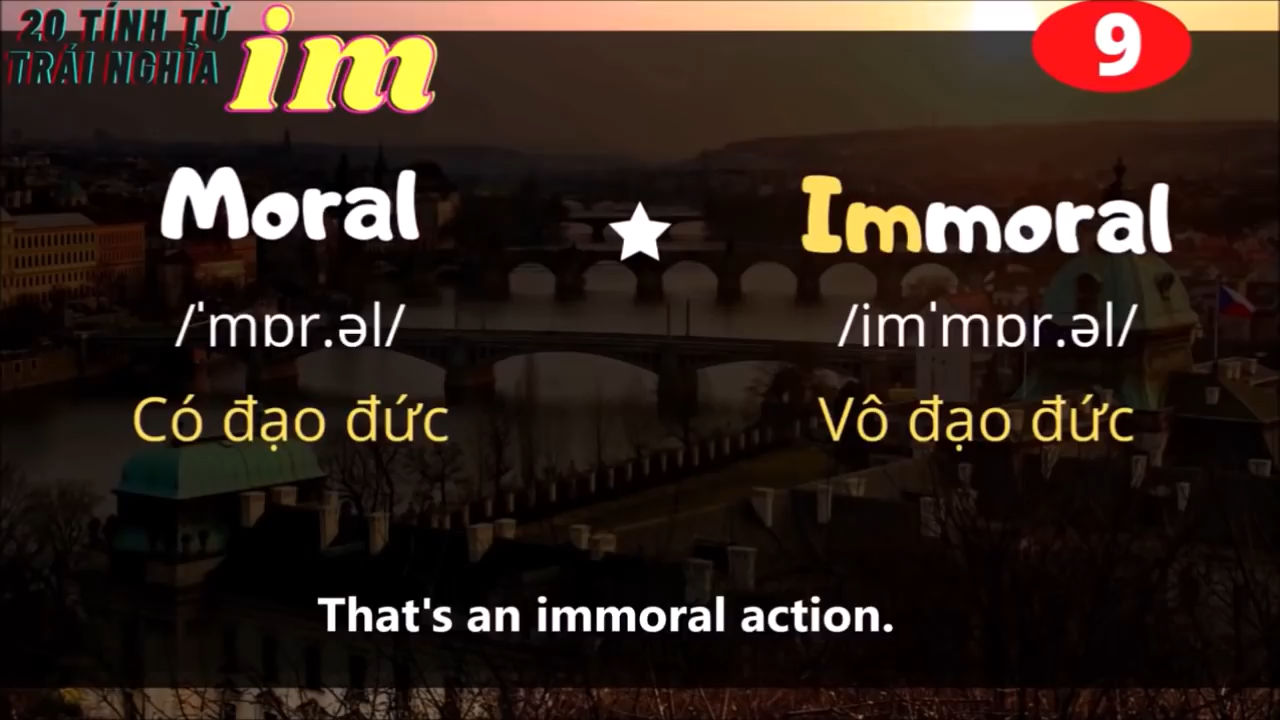 20 TÍNH TỪ
TRÁI NGHĨA
im
9
Moral
Immoral
/ˈmɒr.əl/
/imˈmɒr.əl/
Có đạo đức
Vô đạo đức
That's an immoral action.